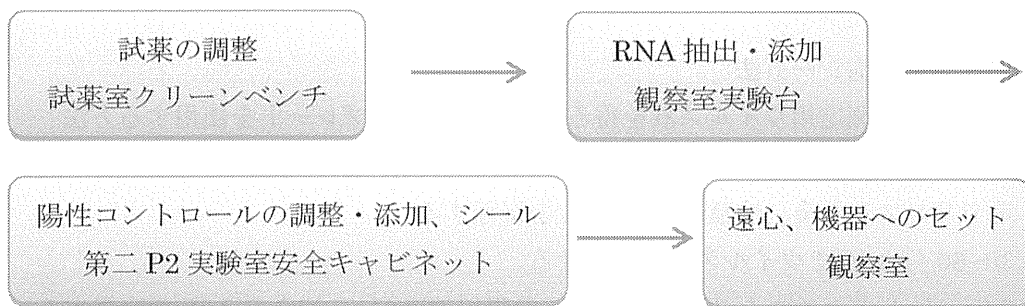 試薬の調整
試薬室クリーンベンチ
RNA 抽出・添加
観察室実験台
陽性コントロールの調整・添加、シール
第二 P2 実験室安全キャビネット
遠心、機器へのセット
観察室